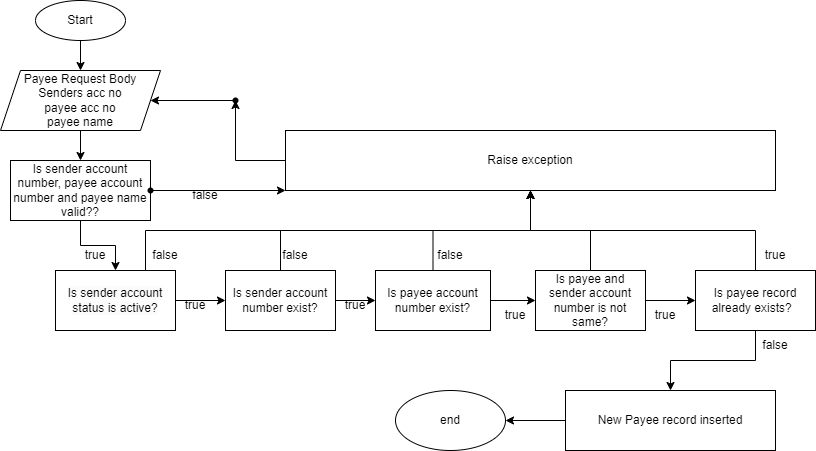 Start
Payee Request Body
Senders acc no
payee acc no
payee name
Raise exception
Is sender account
number, payee account
number and payee name
valid??
false
true
false
false
false
true
Is sender account
status is active?
true
Is sender account
number exist?
true
Is payee account
number exist?
true
Is payee and
sender account
number is not
same?
true
Is payee record
already exists?
false
end
New Payee record inserted